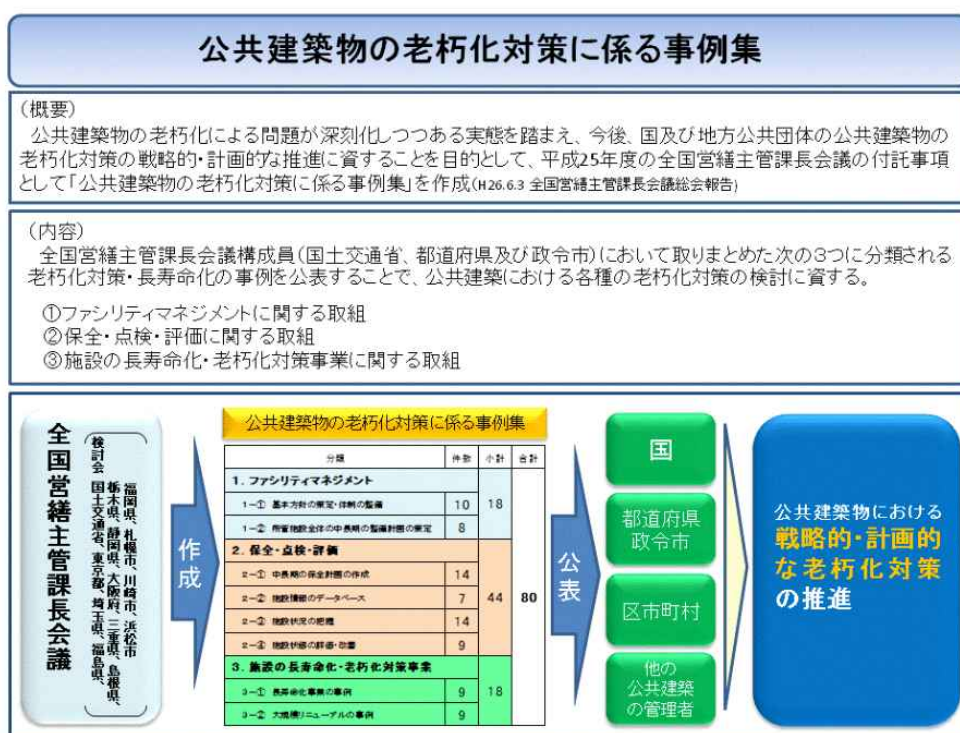 公共建築物の老朽化対策に係る事例集
(概要)
公共建築物の老朽化による問題が深刻化しつつある実態を踏まえ、今後、国及び地方公共団体の公共建築物の
老朽化対策の戦略的・計画的な推進に資することを目的として、平成25年度の全国営繕主管課長会議の付託事項
として「公共建築物の老朽化対策に係る事例集」を作成(H26.6.3 全国営繕主管課長会議総会報告)
(内容)
全国営繕主管課長会議構成員(国土交通省、都道府県及び政令市)において取りまとめた次の3つに分類される
老朽化対策・長寿命化の事例を公表することで、公共建築における各種の老朽化対策の検討に資する。
①ファシリティマネジメントに関する取組
②保全・点検・評価に関する取組
③施設の長寿命化・老朽化対策事業に関する取組
全国営繕主管課長会議
検討会
国土交通省、東京都、埼玉県、福島県、
栃木県、静岡県、大阪府、三重県、島根県、
福岡県、札幌市、川崎市、浜松市
作成
公共建築物の老朽化対策に係る事例集
分類 件数 小計 合計
1. ファシリティマネジメント
1-① 基本方針の策定・体制の整備 10 18
1-② 所管施設全体の中長期の整備計画の策定 8
2. 保全・点検・評価
2-① 中長期の保全計画の作成 14
2-② 施設情報のデータベース 7 44 80
2-③ 施設状況の把握 14
2-④ 施設状態の評価・改善 9
3. 施設の長寿命化・老朽化対策事業
3-① 長寿命化事業の事例 9 18
3-② 大規模リニューアルの事例 9
公表
国
都道府県
政令市
区市町村
他の
公共建築
の管理者
公共建築物における
戦略的・計画的
な老朽化対策
の推進